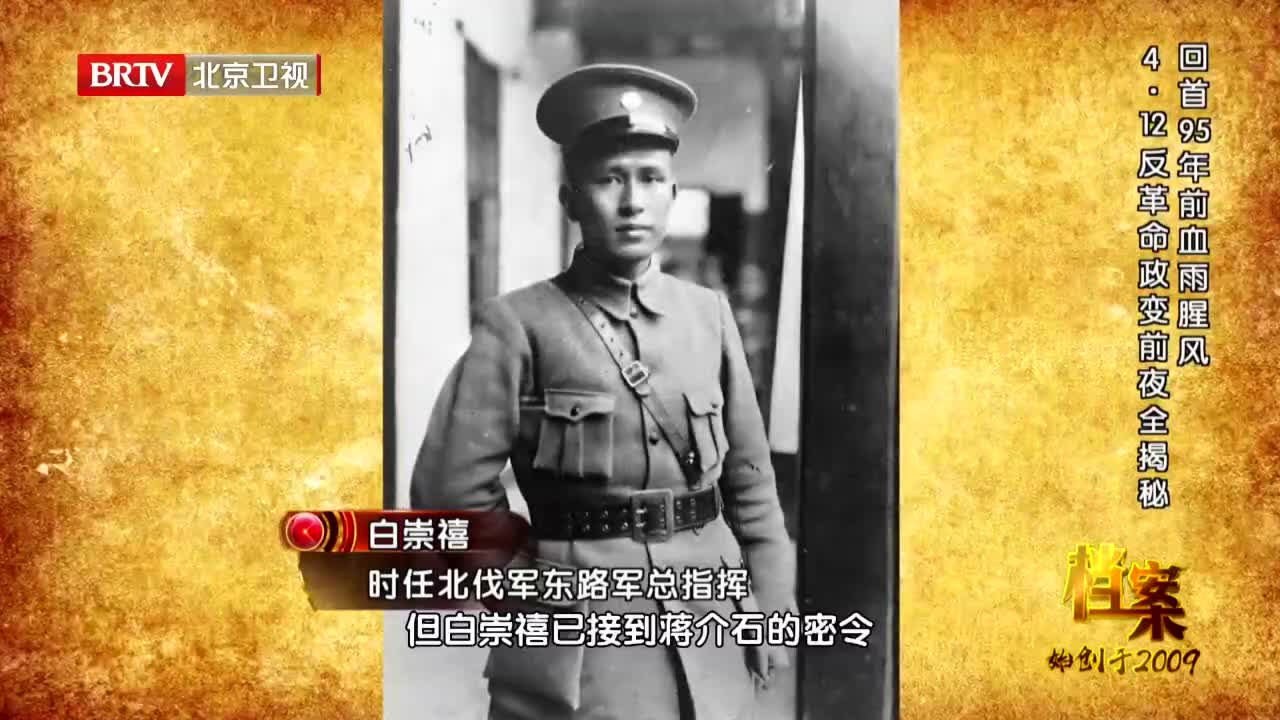 BRTV 北京卫视
回首95年前血雨腥风
4·12反革命政变前夜全揭秘
白崇禧
时任北伐军东路军总指挥
但白崇禧已接到蒋介石的密令
档案
始创于2009